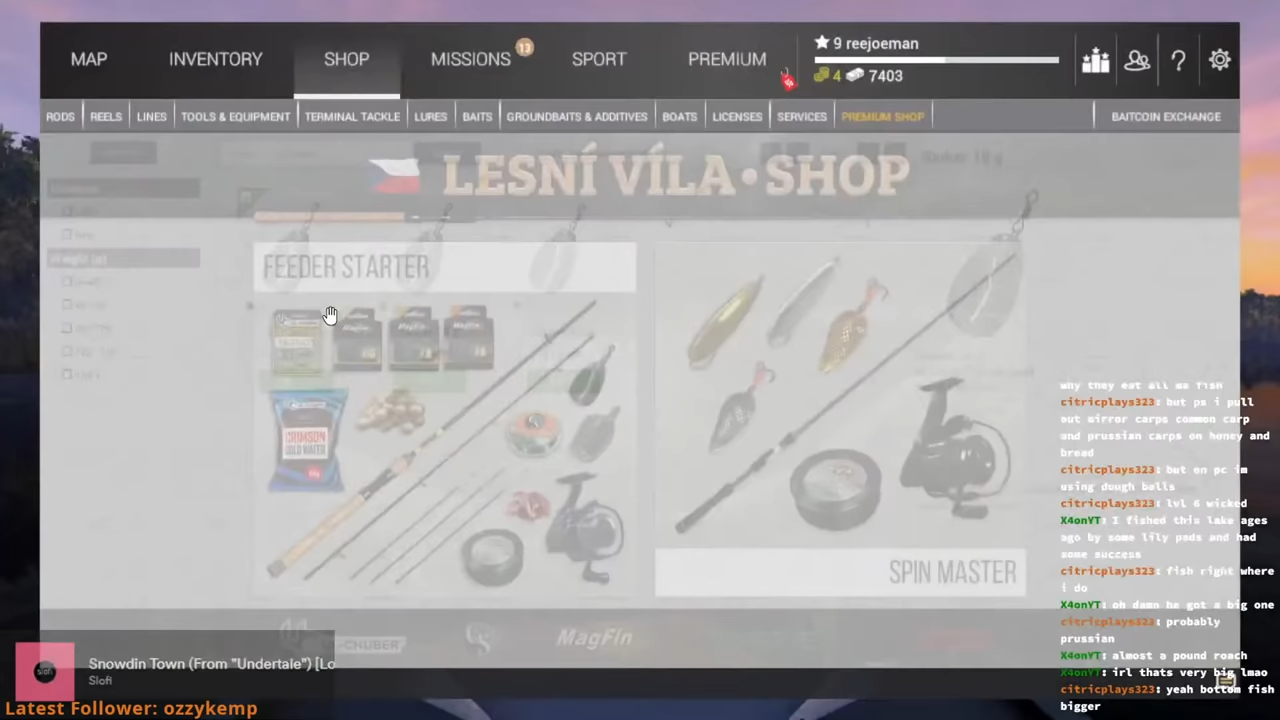 MAP INVENTORY SHOP MISSIONS 13 SPORT PREMIUM
9 reejoeman
4 7403
RODS REELS LINES TOOLS & EQUIPMENT TERMINAL TACKLE LURES BAITS GROUNDBAITS & ADDITIVES BOATS LICENSES SERVICES PREMIUM SHOP BAITCOIN EXCHANGE
LESNÍ VÍLA•SHOP
FEEDER STARTER
CRIMSON
SPIN MASTER
MagFin
why they eat all ma fish
citricplays323: but ps i pull
out mirror carps common carp
and prussian carps on honey and
bread
citricplays323: but on pc im
using dough balls
citricplays323: lvl 6 wicked
X4onYT: I fished this lake ages
ago by some lily pads and had
some success
citricplays323: fish right where
i do
X4onYT: oh damn he got a big one
citricplays323: probably
prussian
X4onYT: almost a pound roach
X4onYT: irl thats very big lmao
citricplays323: yeah bottom fish
bigger
Snowdin Town (From "Undertale") [Lo
Slofi
slofi
Latest Follower: ozzykemp